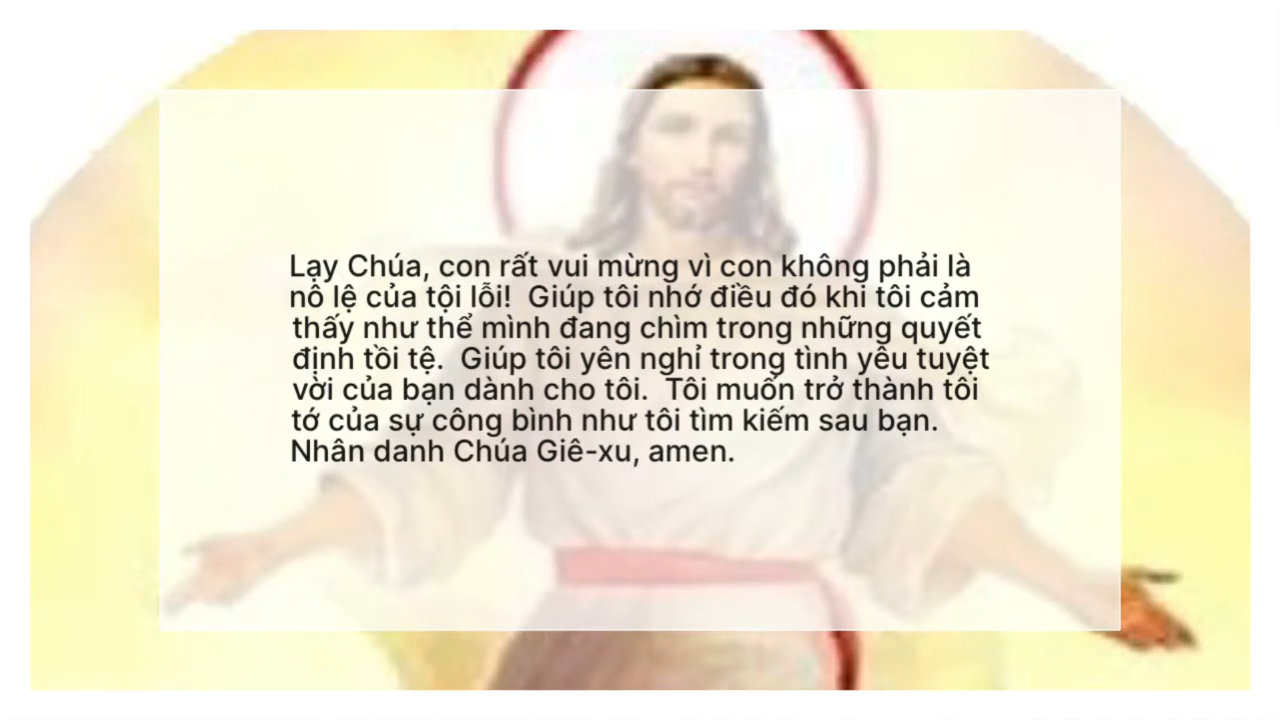 Lạy Chúa, con rất vui mừng vì con không phải là
nô lệ của tội lỗi!  Giúp tôi nhớ điều đó khi tôi cảm
thấy như thể mình đang chìm trong những quyết
định tồi tệ.  Giúp tôi yên nghỉ trong tình yêu tuyệt
vời của bạn dành cho tôi.  Tôi muốn trở thành tôi
tớ của sự công bình như tôi tìm kiếm sau bạn.
Nhân danh Chúa Giê-xu, amen.